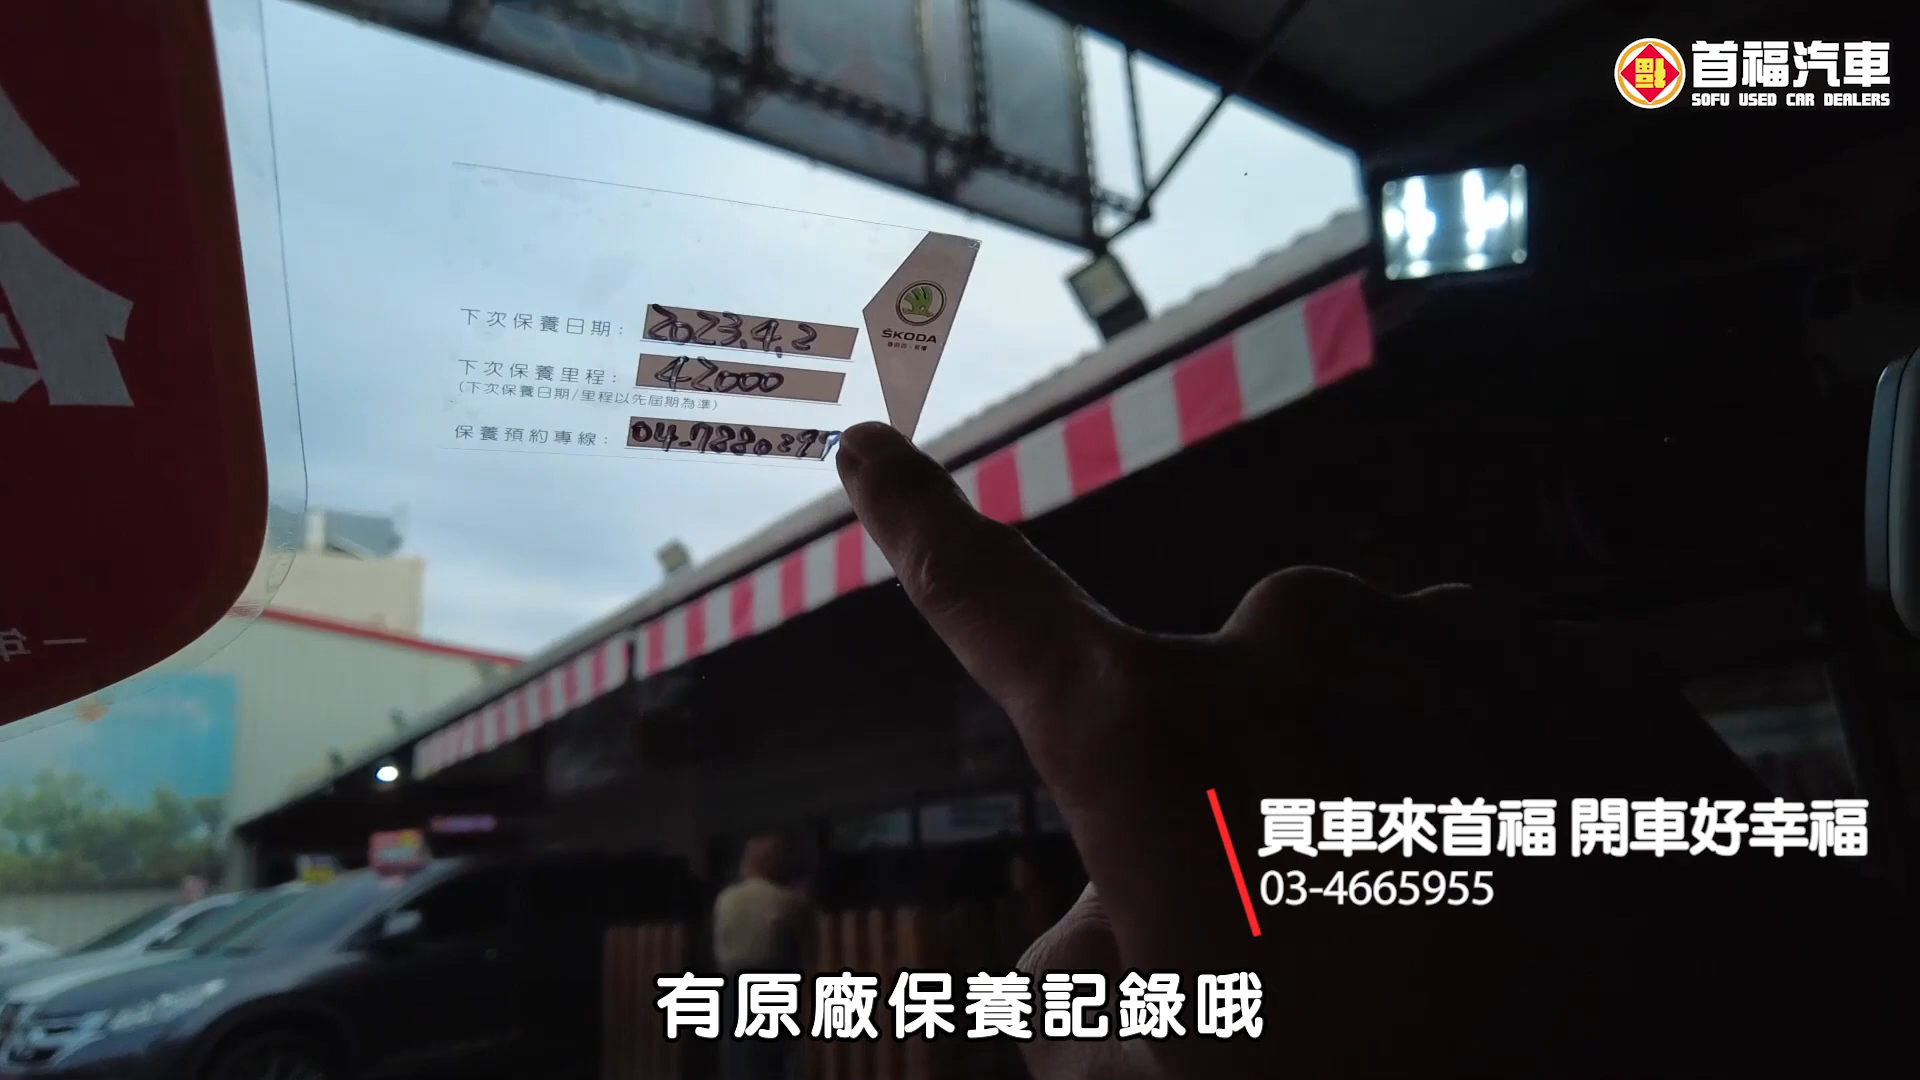 首福汽車
SOFU USED CAR DEALERS
ŠKODA
下次保養日期: 2023.4.2
下次保養里程: 42000
(下次保養日期/里程以先屆期為準)
保養預約專線:
一年
買車來首福 開車好幸福
03-4665955
有原廠保養記錄哦